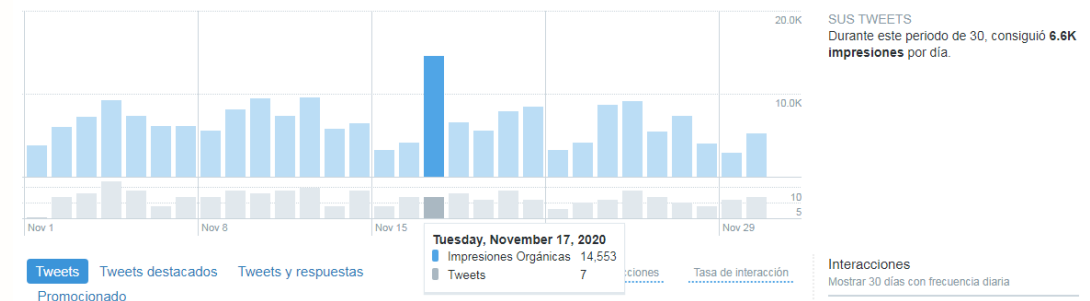 20.0K
10.0K
10
5
Nov 1
Nov 8
Nov 15
Nov 29
Tuesday, November 17, 2020
Impresiones Orgánicas 14,553
Tweets 7
SUS TWEETS
Durante este periodo de 30, consiguió 6.6K
impresiones por día.
Tweets
Tweets destacados
Tweets y respuestas
Tasa de interacción
Promocionado
Interacciones
Mostrar 30 días con frecuencia diaria